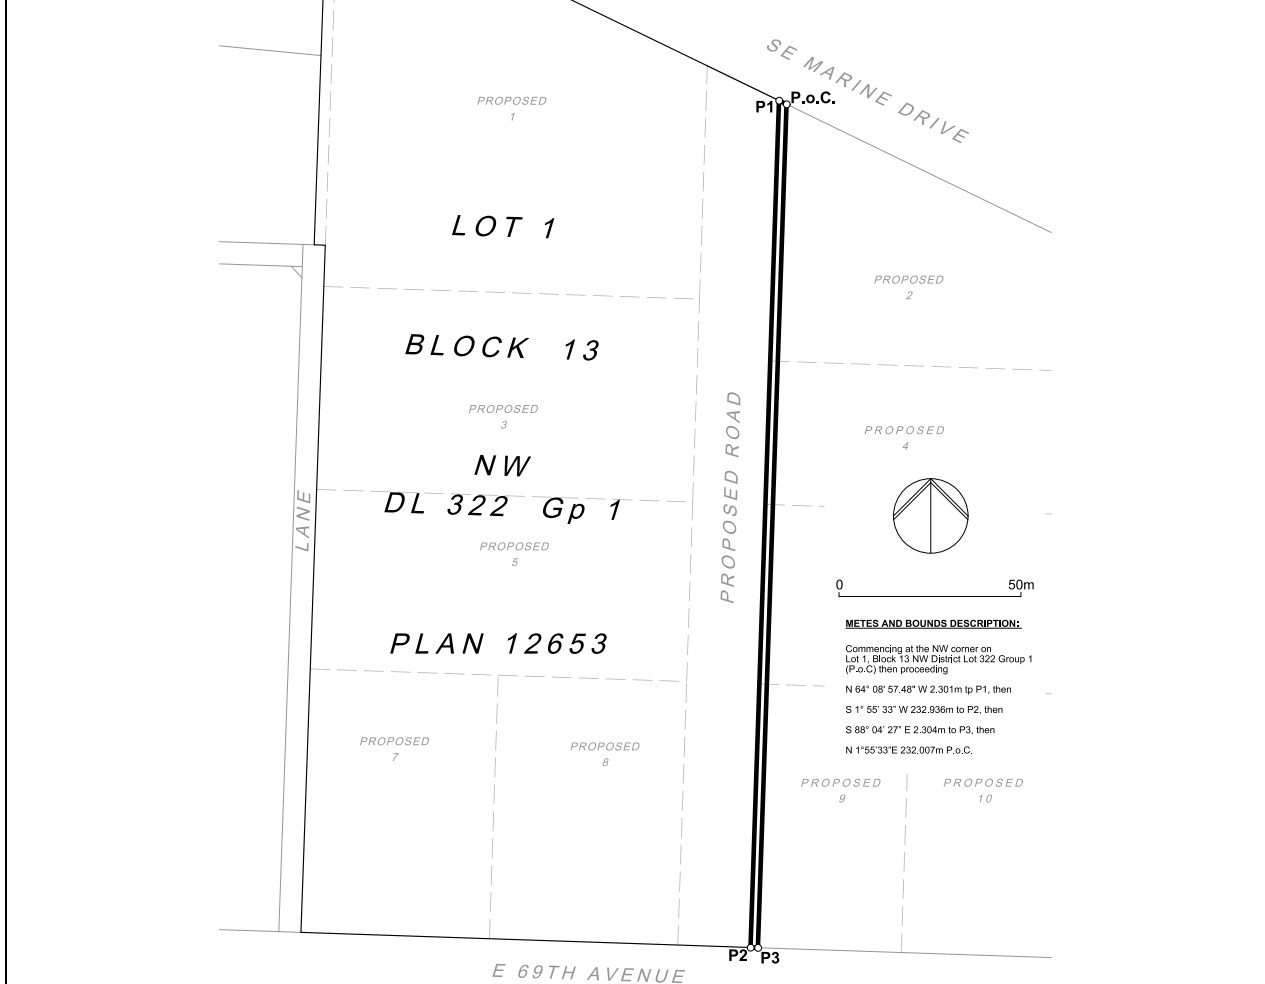 SE MARINE DRIVE
P1
P.o.C.
PROPOSED
1
LOT 1
PROPOSED
2
BLOCK 13
PROPOSED
3
PROPOSED
4
NW
DL 322 Gp 1
LANE
PROPOSED ROAD
PROPOSED
5
0 50m
METES AND BOUNDS DESCRIPTION:
Commencing at the NW corner on
Lot 1, Block 13 NW District Lot 322 Group 1
(P.o.C) then proceeding
N 64° 08' 57.48" W 2.301m tp P1, then
S 1° 55' 33" W 232.936m to P2, then
S 88° 04' 27" E 2.304m to P3, then
N 1°55'33"E 232.007m P.o.C.
PLAN 12653
PROPOSED
7
PROPOSED
8
PROPOSED
9
PROPOSED
10
P2
P3
E 69TH AVENUE